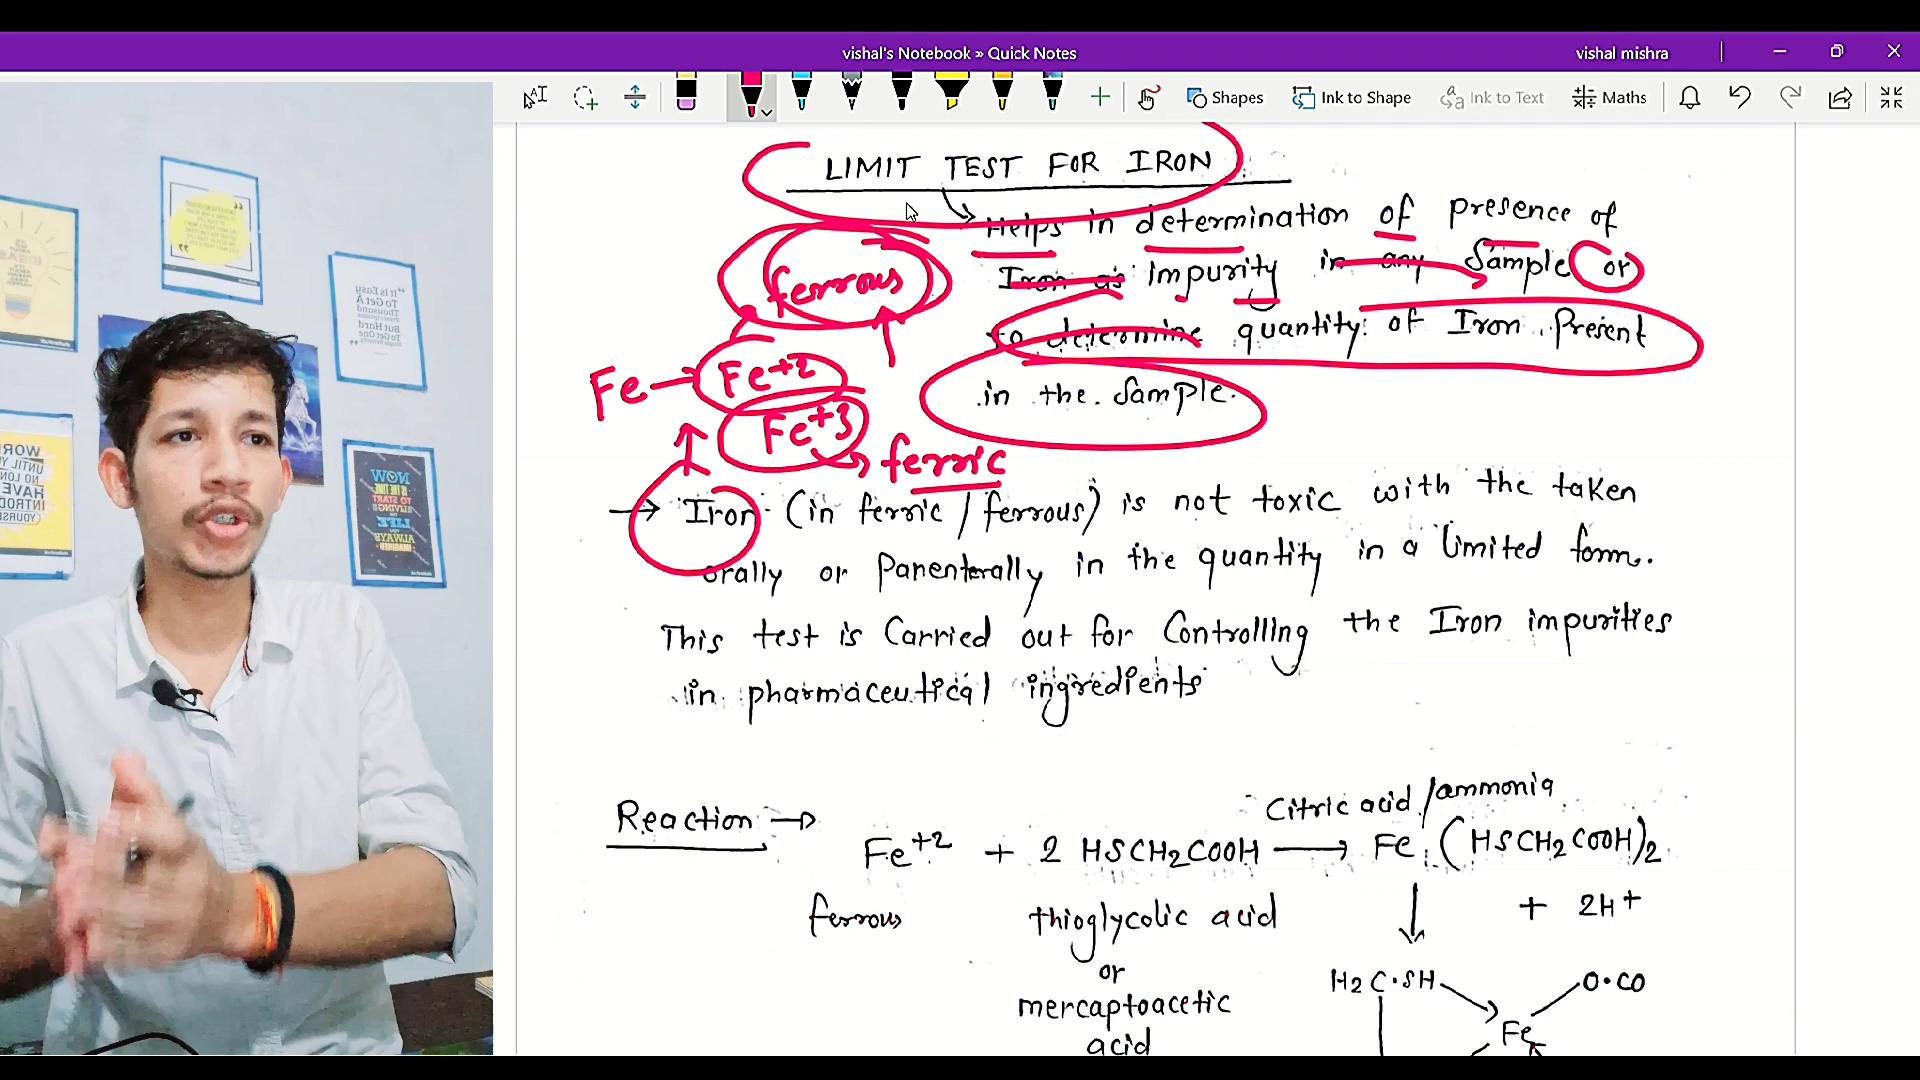 vishal's Notebook » Quick Notes
vishal mishra
Shapes
Ink to Shape
Ink to Text
Maths
LIMIT TEST FOR IRON
Helps in determination of presence of
Iron as impurity in any Sample or
to determine quantity of Iron Present
in the Sample.
ferrous
Fe → Fe+2
Fe+3
ferric
→ Iron (in ferric / ferrous) is not toxic with the taken
orally or Parenterally in the quantity in a limited form.
This test is Carried out for Controlling the Iron impurities
in pharmaceutical ingredients
Reaction →
Citric acid / ammonia
Fe+2 + 2 HSCH2COOH → Fe (HSCH2COOH)2
ferrous
thioglycolic acid
+ 2H+
or
mercaptoacetic
acid
H2C·SH
O·CO
Fe
NOW